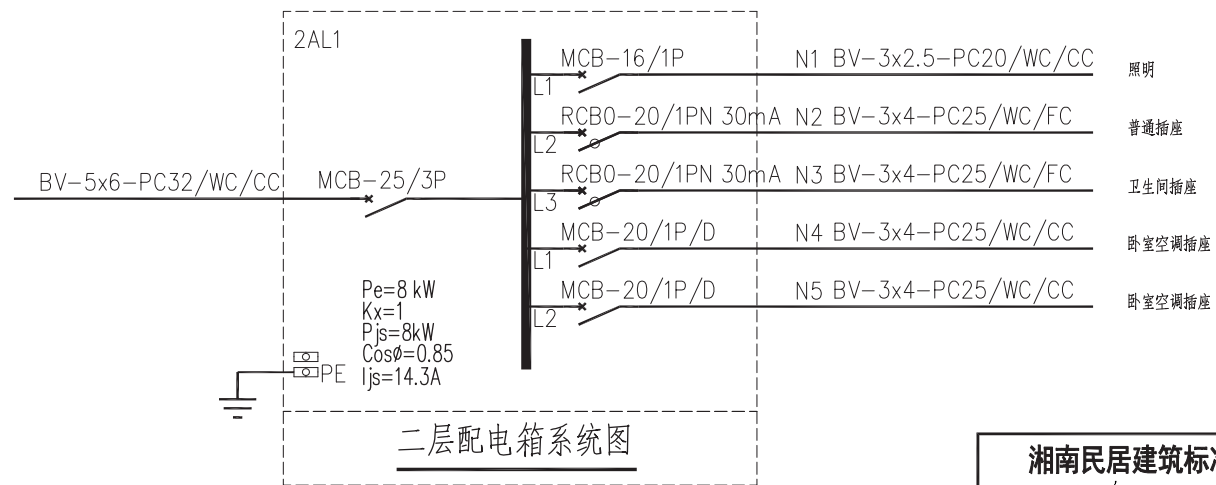 2AL1
BV-5x6-PC32/WC/CC
MCB-25/3P
L1 MCB-16/1P N1 BV-3x2.5-PC20/WC/CC 照明
L2 RCBO-20/1PN 30mA N2 BV-3x4-PC25/WC/FC 普通插座
L3 RCBO-20/1PN 30mA N3 BV-3x4-PC25/WC/FC 卫生间插座
L1 MCB-20/1P/D N4 BV-3x4-PC25/WC/CC 卧室空调插座
L2 MCB-20/1P/D N5 BV-3x4-PC25/WC/CC 卧室空调插座
Pe=8 kW
Kx=1
Pjs=8kW
Cosø=0.85
Ijs=14.3A
PE
二层配电箱系统图
湘南民居建筑标